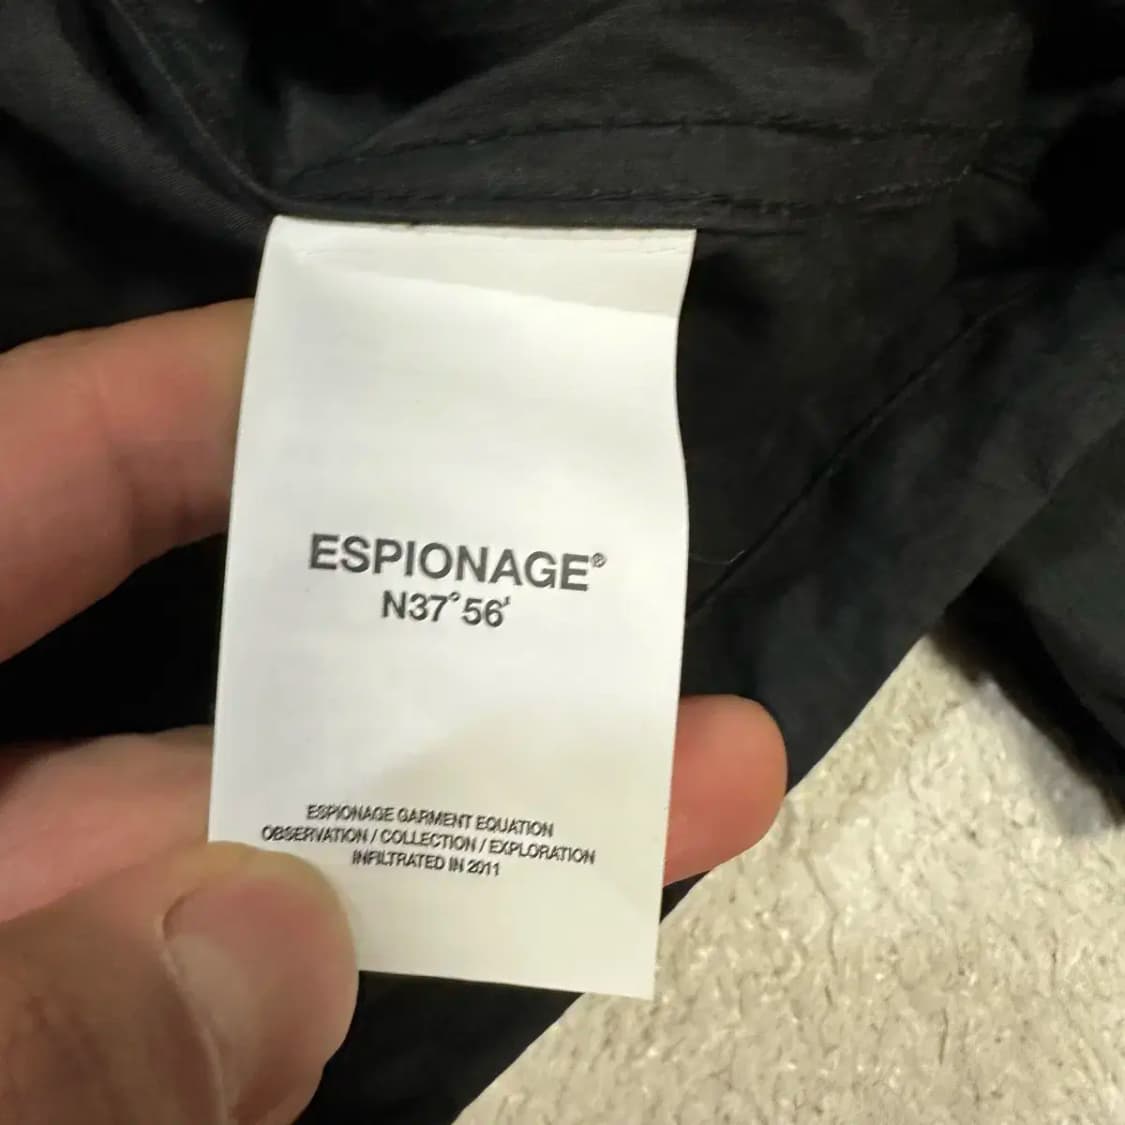 ESPIONAGE®
N37°56'
ESPIONAGE GARMENT EQUATION
OBSERVATION / COLLECTION / EXPLORATION
INFILTRATED IN 2011